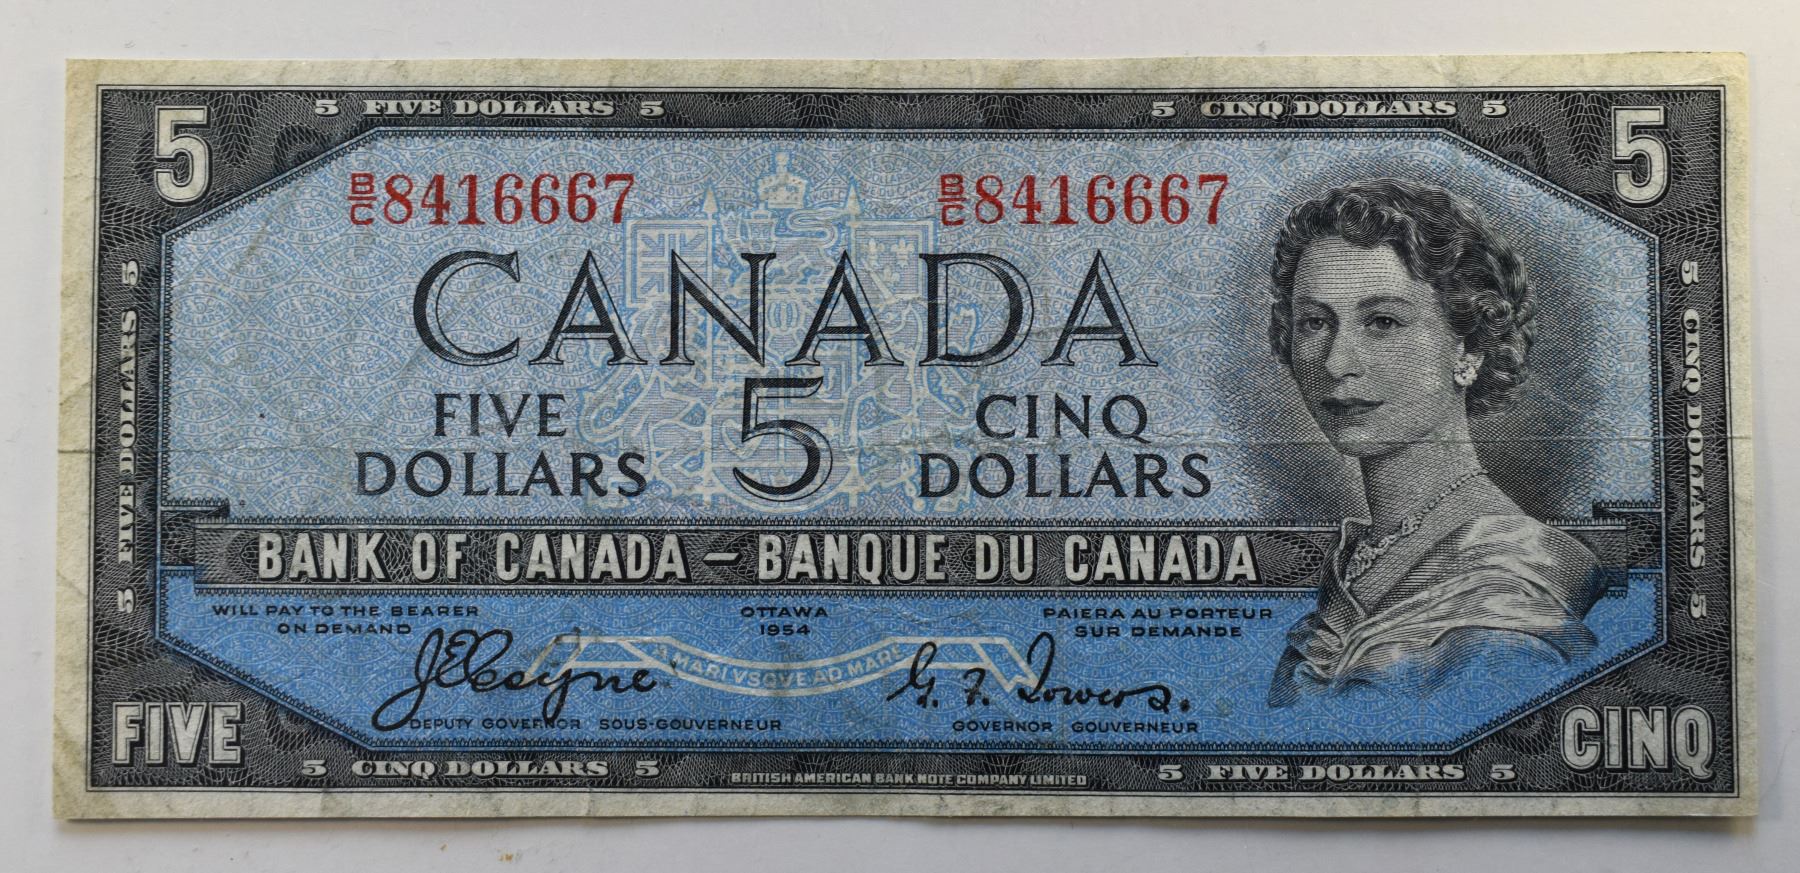 5 FIVE DOLLARS 5
5 CINQ DOLLARS 5
5
5
B/C 8416667
B/C 8416667
CANADA
5 FIVE DOLLARS 5
5 CINQ DOLLARS 5
FIVE DOLLARS
5
CINQ DOLLARS
BANK OF CANADA – BANQUE DU CANADA
WILL PAY TO THE BEARER
ON DEMAND
OTTAWA
1954
PAIERA AU PORTEUR
SUR DEMANDE
A MARI VSQVE AD MARE
J.E. Coyne
G. F. Towers.
DEPUTY GOVERNOR SOUS-GOUVERNEUR
GOVERNOR GOUVERNEUR
FIVE
CINQ
5 CINQ DOLLARS 5
BRITISH AMERICAN BANK NOTE COMPANY LIMITED
5 FIVE DOLLARS 5